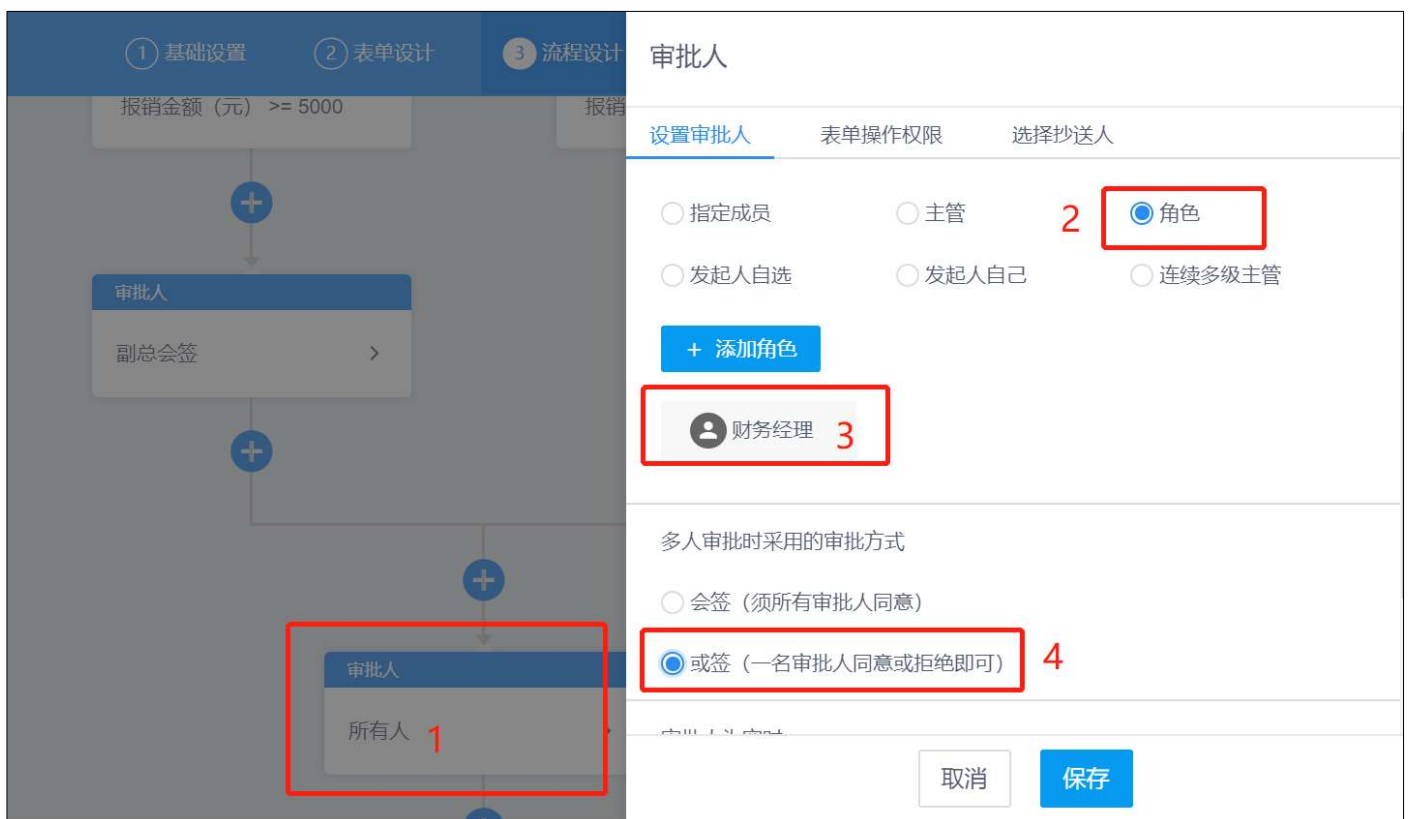 1 基础设置 2 表单设计 3 流程设计
报销金额（元） >= 5000 报销
审批人
副总会签
审批人
所有人 1
审批人
设置审批人 表单操作权限 选择抄送人
指定成员 主管 2 角色
发起人自选 发起人自己 连续多级主管
+ 添加角色
财务经理 3
多人审批时采用的审批方式
会签（须所有审批人同意）
或签（一名审批人同意或拒绝即可） 4
取消 保存